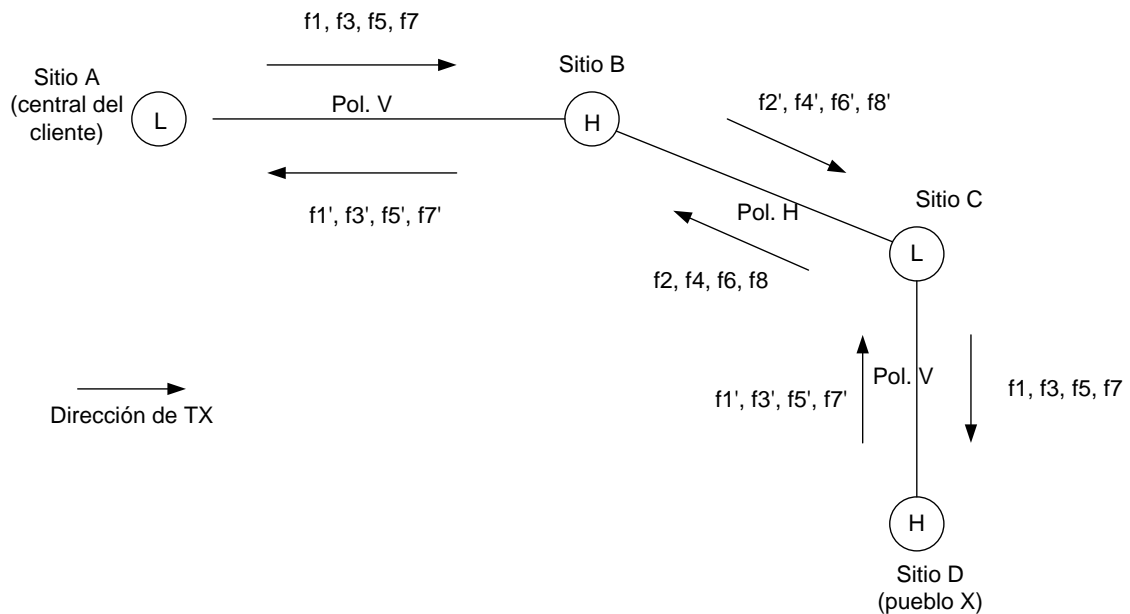 f1, f3, f5, f7
Sitio A
(central del
cliente)
L
Pol. V
Sitio B
H
f1', f3', f5', f7'
f2', f4', f6', f8'
Pol. H
f2, f4, f6, f8
Sitio C
L
Dirección de TX
f1', f3', f5', f7'
Pol. V
f1, f3, f5, f7
H
Sitio D
(pueblo X)